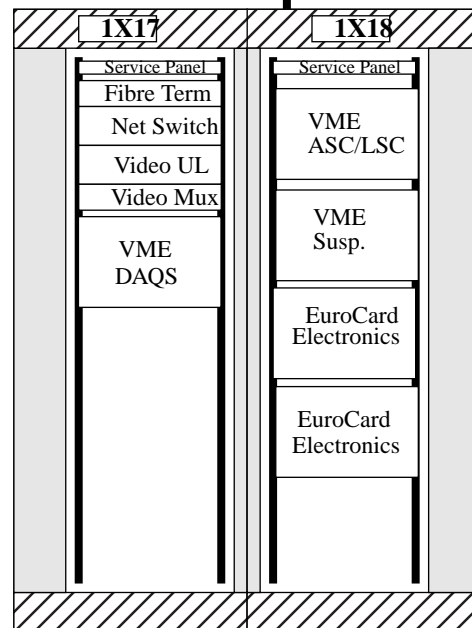 1X17
Service Panel
Fibre Term
Net Switch
Video UL
Video Mux
VME
DAQS
1X18
Service Panel
VME
ASC/LSC
VME
Susp.
EuroCard
Electronics
EuroCard
Electronics